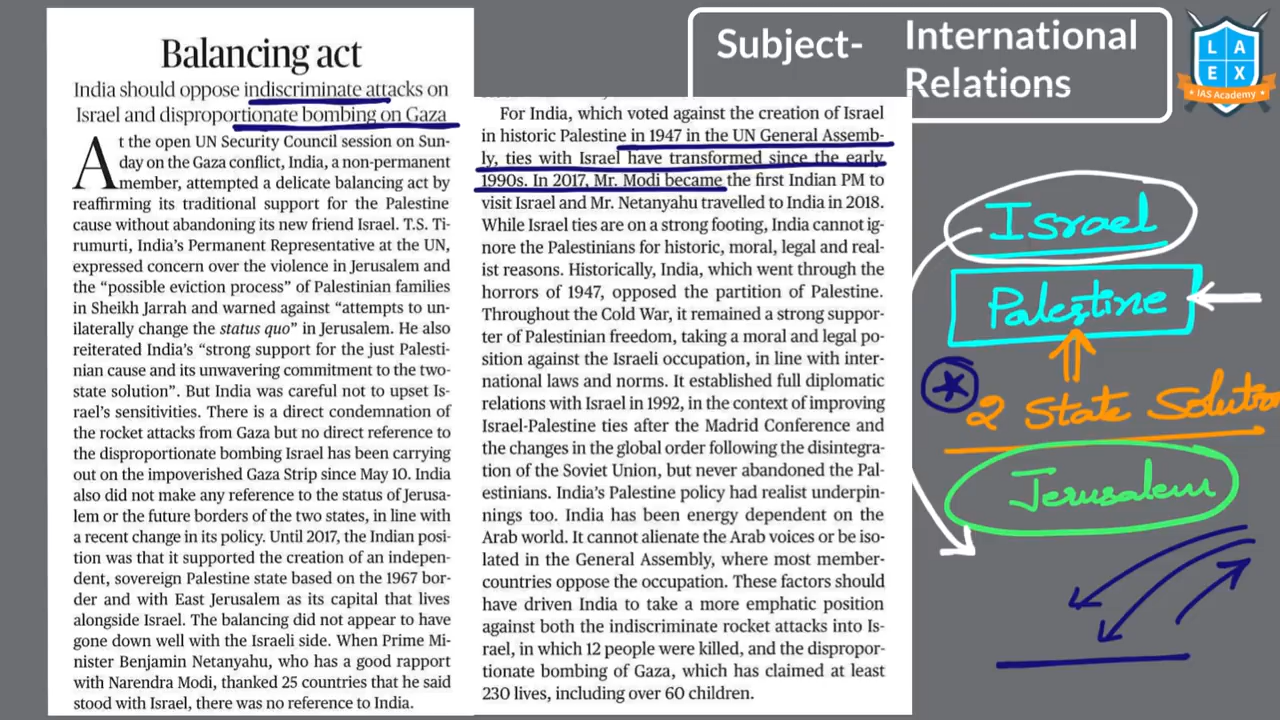 Balancing act
India should oppose indiscriminate attacks on
Israel and disproportionate bombing on Gaza
At the open UN Security Council session on Sun-
day on the Gaza conflict, India, a non-permanent
member, attempted a delicate balancing act by
reaffirming its traditional support for the Palestine
cause without abandoning its new friend Israel. T.S. Ti-
rumurti, India's Permanent Representative at the UN,
expressed concern over the violence in Jerusalem and
the “possible eviction process” of Palestinian families
in Sheikh Jarrah and warned against “attempts to un-
ilaterally change the status quo” in Jerusalem. He also
reiterated India's “strong support for the just Palesti-
nian cause and its unwavering commitment to the two-
state solution”. But India was careful not to upset Is-
rael's sensitivities. There is a direct condemnation of
the rocket attacks from Gaza but no direct reference to
the disproportionate bombing Israel has been carrying
out on the impoverished Gaza Strip since May 10. India
also did not make any reference to the status of Jerusa-
lem or the future borders of the two states, in line with
a recent change in its policy. Until 2017, the Indian posi-
tion was that it supported the creation of an indepen-
dent, sovereign Palestine state based on the 1967 bor-
der and with East Jerusalem as its capital that lives
alongside Israel. The balancing did not appear to have
gone down well with the Israeli side. When Prime Mi-
nister Benjamin Netanyahu, who has a good rapport
with Narendra Modi, thanked 25 countries that he said
stood with Israel, there was no reference to India.
For India, which voted against the creation of Israel
in historic Palestine in 1947 in the UN General Assemb-
ly, ties with Israel have transformed since the early
1990s. In 2017, Mr. Modi became the first Indian PM to
visit Israel and Mr. Netanyahu travelled to India in 2018.
While Israel ties are on a strong footing, India cannot ig-
nore the Palestinians for historic, moral, legal and real-
ist reasons. Historically, India, which went through the
horrors of 1947, opposed the partition of Palestine.
Throughout the Cold War, it remained a strong suppor-
ter of Palestinian freedom, taking a moral and legal po-
sition against the Israeli occupation, in line with inter-
national laws and norms. It established full diplomatic
relations with Israel in 1992, in the context of improving
Israel-Palestine ties after the Madrid Conference and
the changes in the global order following the disintegra-
tion of the Soviet Union, but never abandoned the Pal-
estinians. India's Palestine policy had realist underpin-
nings too. India has been energy dependent on the
Arab world. It cannot alienate the Arab voices or be iso-
lated in the General Assembly, where most member-
countries oppose the occupation. These factors should
have driven India to take a more emphatic position
against both the indiscriminate rocket attacks into Is-
rael, in which 12 people were killed, and the dispropor-
tionate bombing of Gaza, which has claimed at least
230 lives, including over 60 children.
Subject- International
Relations
L A
E X
IAS Academy
Israel
Palestine
2 State Solution
Jerusalem